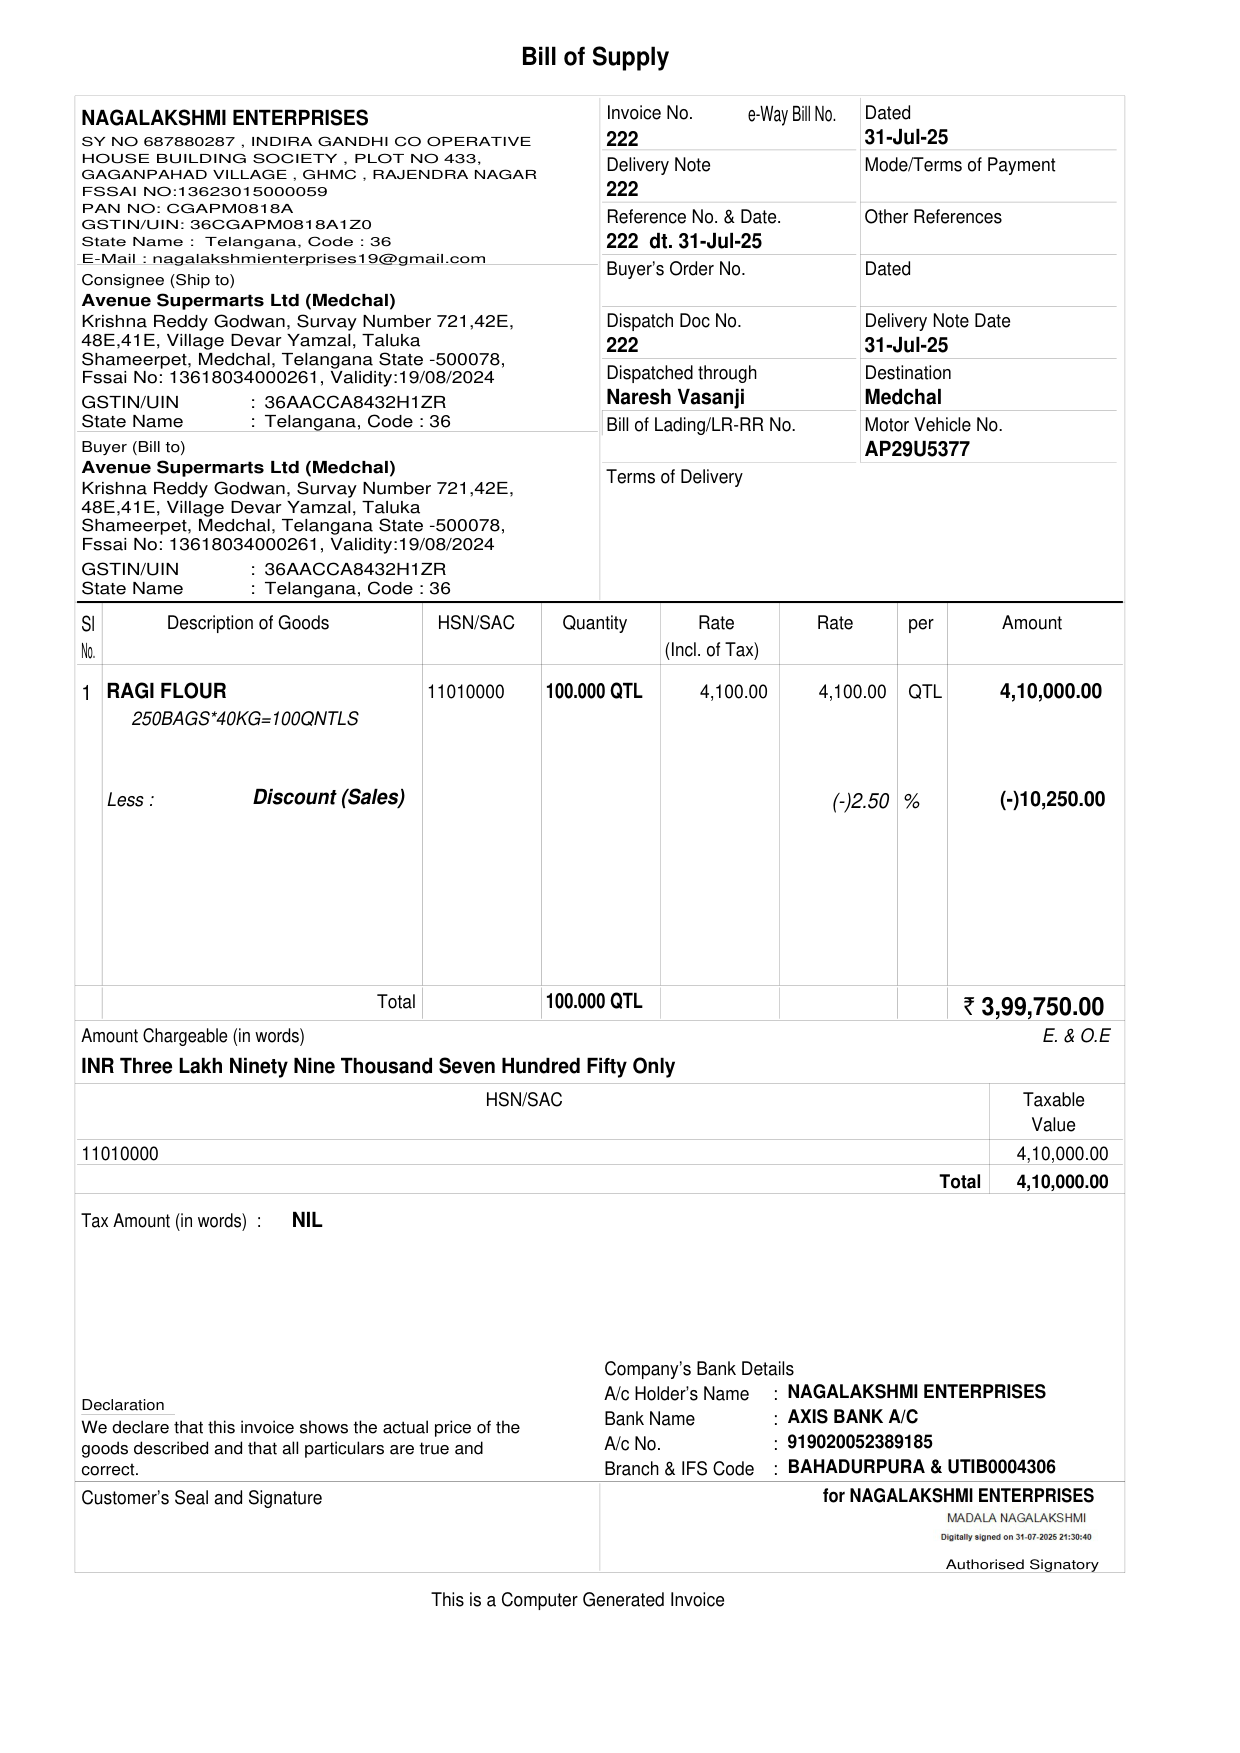 Bill of Supply
NAGALAKSHMI ENTERPRISES
SY NO 687880287 , INDIRA GANDHI CO OPERATIVE
HOUSE BUILDING SOCIETY , PLOT NO 433,
GAGANPAHAD VILLAGE , GHMC , RAJENDRA NAGAR
FSSAI NO:13623015000059
PAN NO: CGAPM0818A
GSTIN/UIN: 36CGAPM0818A1Z0
State Name : Telangana, Code : 36
E-Mail : nagalakshmienterprises19@gmail.com
Consignee (Ship to)
Avenue Supermarts Ltd (Medchal)
Krishna Reddy Godwan, Survay Number 721,42E,
48E,41E, Village Devar Yamzal, Taluka
Shameerpet, Medchal, Telangana State -500078,
Fssai No: 13618034000261, Validity:19/08/2024
GSTIN/UIN : 36AACCA8432H1ZR
State Name : Telangana, Code : 36
Buyer (Bill to)
Avenue Supermarts Ltd (Medchal)
Krishna Reddy Godwan, Survay Number 721,42E,
48E,41E, Village Devar Yamzal, Taluka
Shameerpet, Medchal, Telangana State -500078,
Fssai No: 13618034000261, Validity:19/08/2024
GSTIN/UIN : 36AACCA8432H1ZR
State Name : Telangana, Code : 36
Invoice No. e-Way Bill No. Dated
222 31-Jul-25
Delivery Note Mode/Terms of Payment
222
Reference No. & Date. Other References
222 dt. 31-Jul-25
Buyer's Order No. Dated
Dispatch Doc No. Delivery Note Date
222 31-Jul-25
Dispatched through Destination
Naresh Vasanji Medchal
Bill of Lading/LR-RR No. Motor Vehicle No.
AP29U5377
Terms of Delivery
Sl Description of Goods HSN/SAC Quantity Rate Rate per Amount
No. (Incl. of Tax)
1 RAGI FLOUR 11010000 100.000 QTL 4,100.00 4,100.00 QTL 4,10,000.00
250BAGS*40KG=100QNTLS
Less : Discount (Sales) (-)2.50 % (-)10,250.00
Total 100.000 QTL ₹ 3,99,750.00
Amount Chargeable (in words) E. & O.E
INR Three Lakh Ninety Nine Thousand Seven Hundred Fifty Only
HSN/SAC Taxable
Value
11010000 4,10,000.00
Total 4,10,000.00
Tax Amount (in words) : NIL
Company's Bank Details
A/c Holder's Name : NAGALAKSHMI ENTERPRISES
Bank Name : AXIS BANK A/C
A/c No. : 919020052389185
Branch & IFS Code : BAHADURPURA & UTIB0004306
Declaration
We declare that this invoice shows the actual price of the
goods described and that all particulars are true and
correct.
Customer's Seal and Signature
for NAGALAKSHMI ENTERPRISES
MADALA NAGALAKSHMI
Digitally signed on 31-07-2025 21:30:40
Authorised Signatory
This is a Computer Generated Invoice